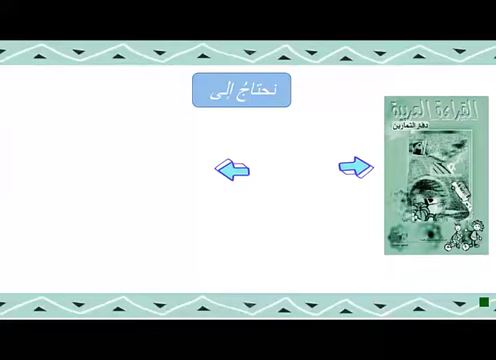 نحتاجُ إلى
القراءة العربية
دفتر التمارين